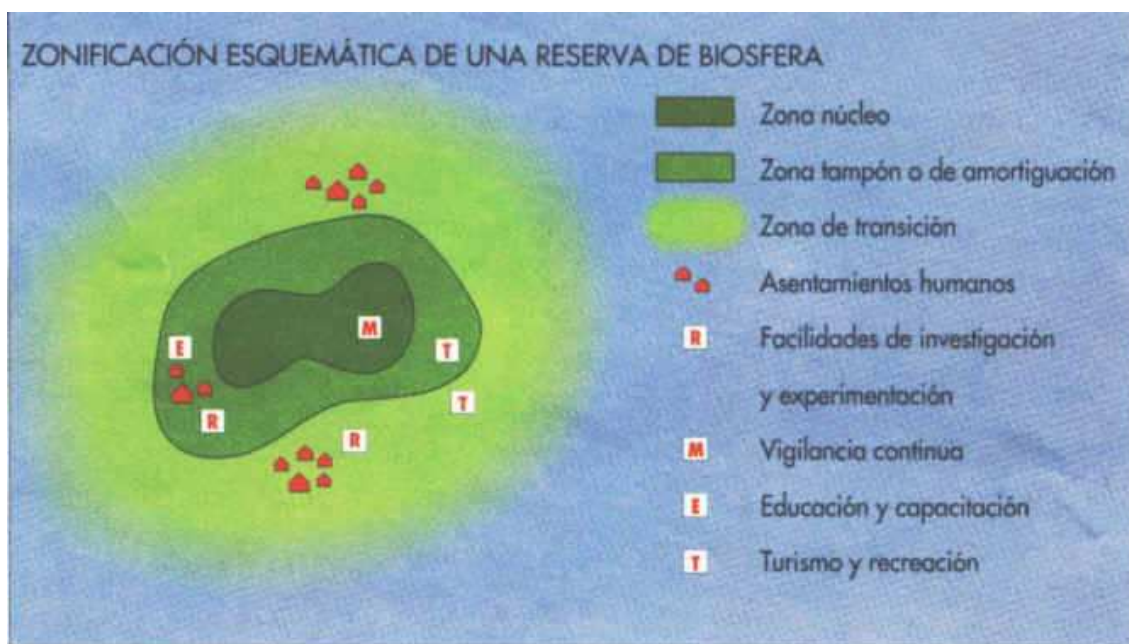 ZONIFICACIÓN ESQUEMÁTICA DE UNA RESERVA DE BIOSFERA
Zona núcleo
Zona tampón o de amortiguación
Zona de transición
Asentamientos humanos
R Facilidades de investigación
y experimentación
M Vigilancia continua
E Educación y capacitación
T Turismo y recreación
M
E
T
T
R
R